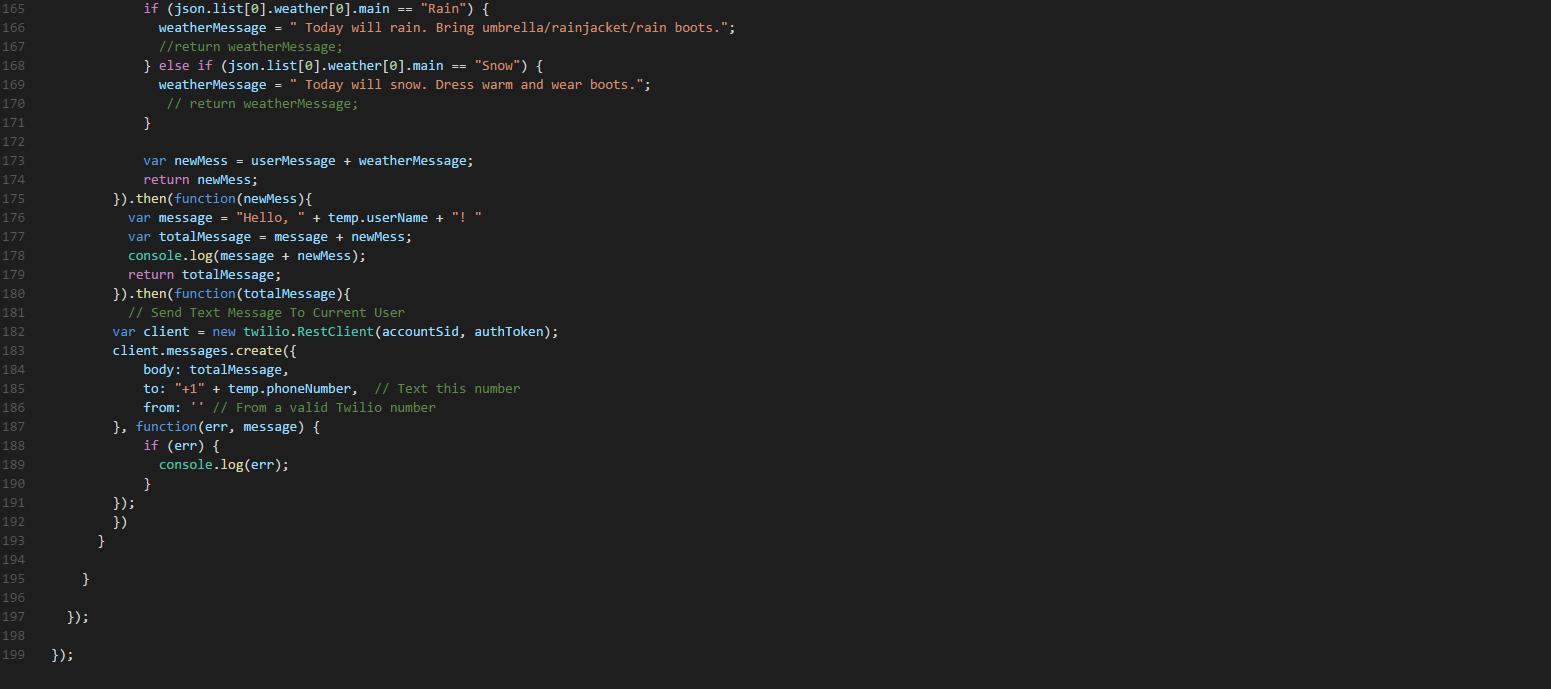 165 if (json.list[0].weather[0].main == "Rain") {
166 weatherMessage = " Today will rain. Bring umbrella/rainjacket/rain boots.";
167 //return weatherMessage;
168 } else if (json.list[0].weather[0].main == "Snow") {
169 weatherMessage = " Today will snow. Dress warm and wear boots.";
170 // return weatherMessage;
171 }
172
173 var newMess = userMessage + weatherMessage;
174 return newMess;
175 }).then(function(newMess){
176 var message = "Hello, " + temp.userName + "! "
177 var totalMessage = message + newMess;
178 console.log(message + newMess);
179 return totalMessage;
180 }).then(function(totalMessage){
181 // Send Text Message To Current User
182 var client = new twilio.RestClient(accountSid, authToken);
183 client.messages.create({
184 body: totalMessage,
185 to: "+1" + temp.phoneNumber,  // Text this number
186 from: '' // From a valid Twilio number
187 }, function(err, message) {
188 if (err) {
189 console.log(err);
190 }
191 });
192 })
193 }
194
195 }
196
197 });
198
199 });